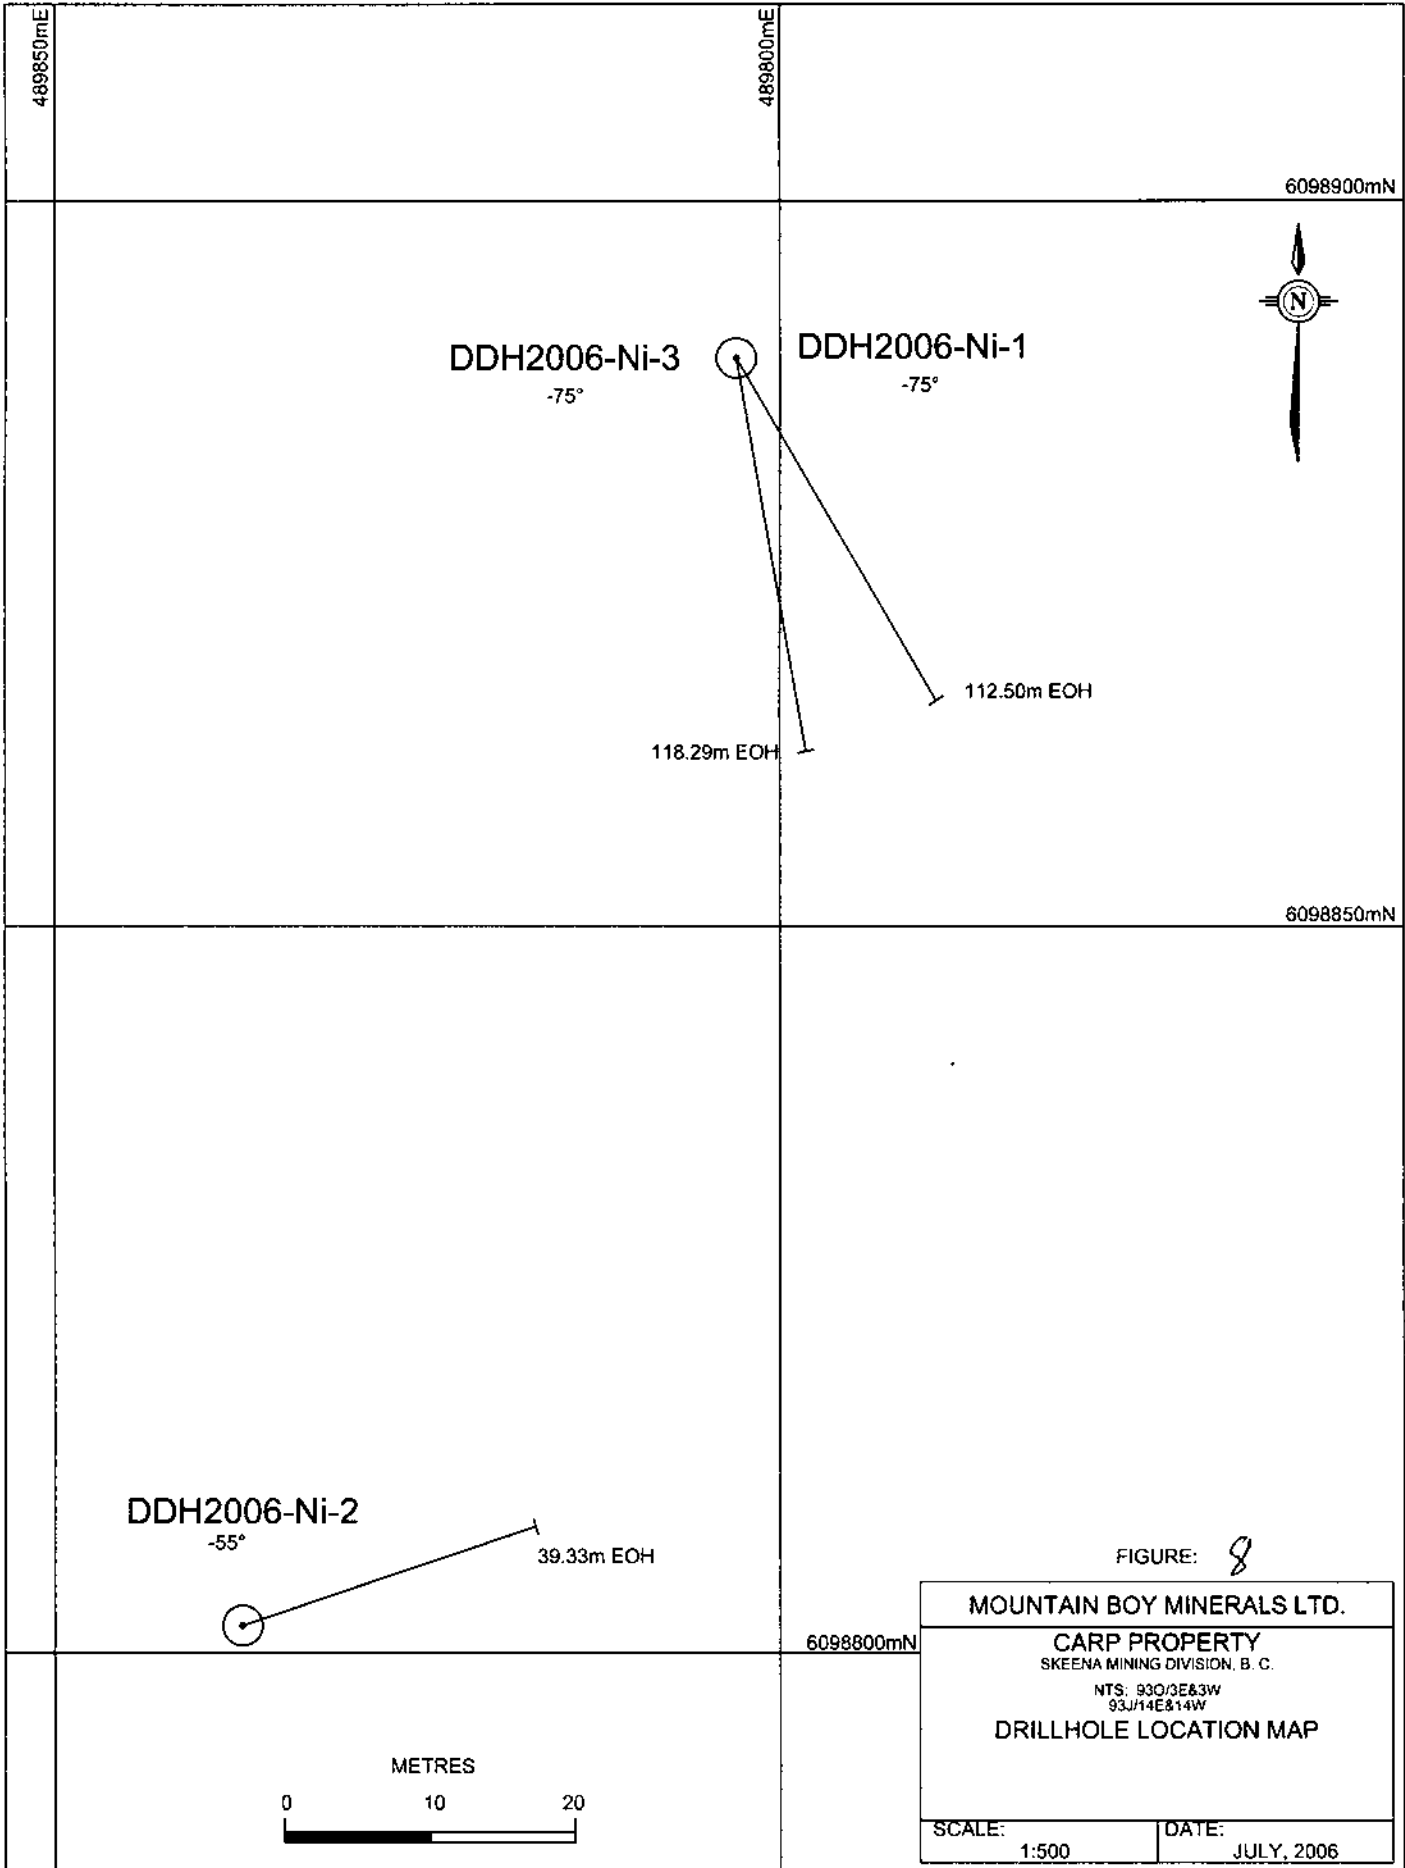 489850mE
489800mE
6098900mN
N
DDH2006-Ni-3
-75°
DDH2006-Ni-1
-75°
112.50m EOH
118.29m EOH
6098850mN
DDH2006-Ni-2
-55°
39.33m EOH
6098800mN
METRES
0 10 20
FIGURE: 8
MOUNTAIN BOY MINERALS LTD.
CARP PROPERTY
SKEENA MINING DIVISION, B. C.
NTS: 93O/3E&3W
93J/14E&14W
DRILLHOLE LOCATION MAP
SCALE:
1:500
DATE:
JULY, 2006